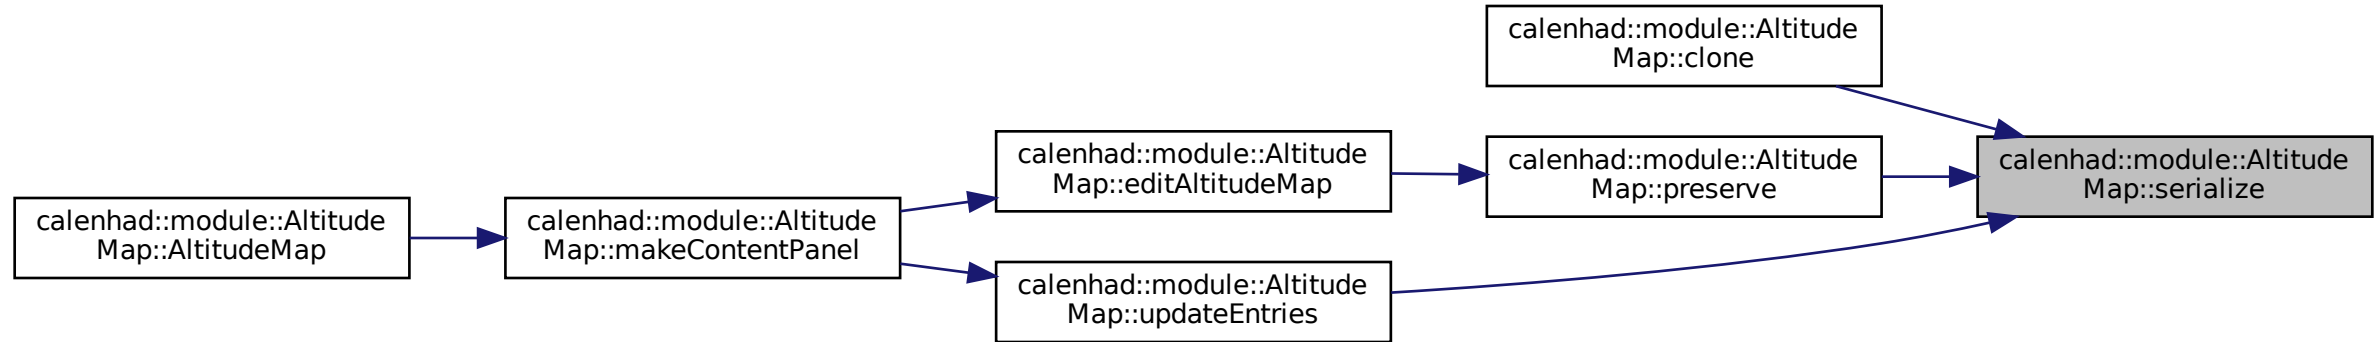 calenhad::module::Altitude
Map::clone
calenhad::module::Altitude
Map::editAltitudeMap
calenhad::module::Altitude
Map::preserve
calenhad::module::Altitude
Map::serialize
calenhad::module::Altitude
Map::AltitudeMap
calenhad::module::Altitude
Map::makeContentPanel
calenhad::module::Altitude
Map::updateEntries